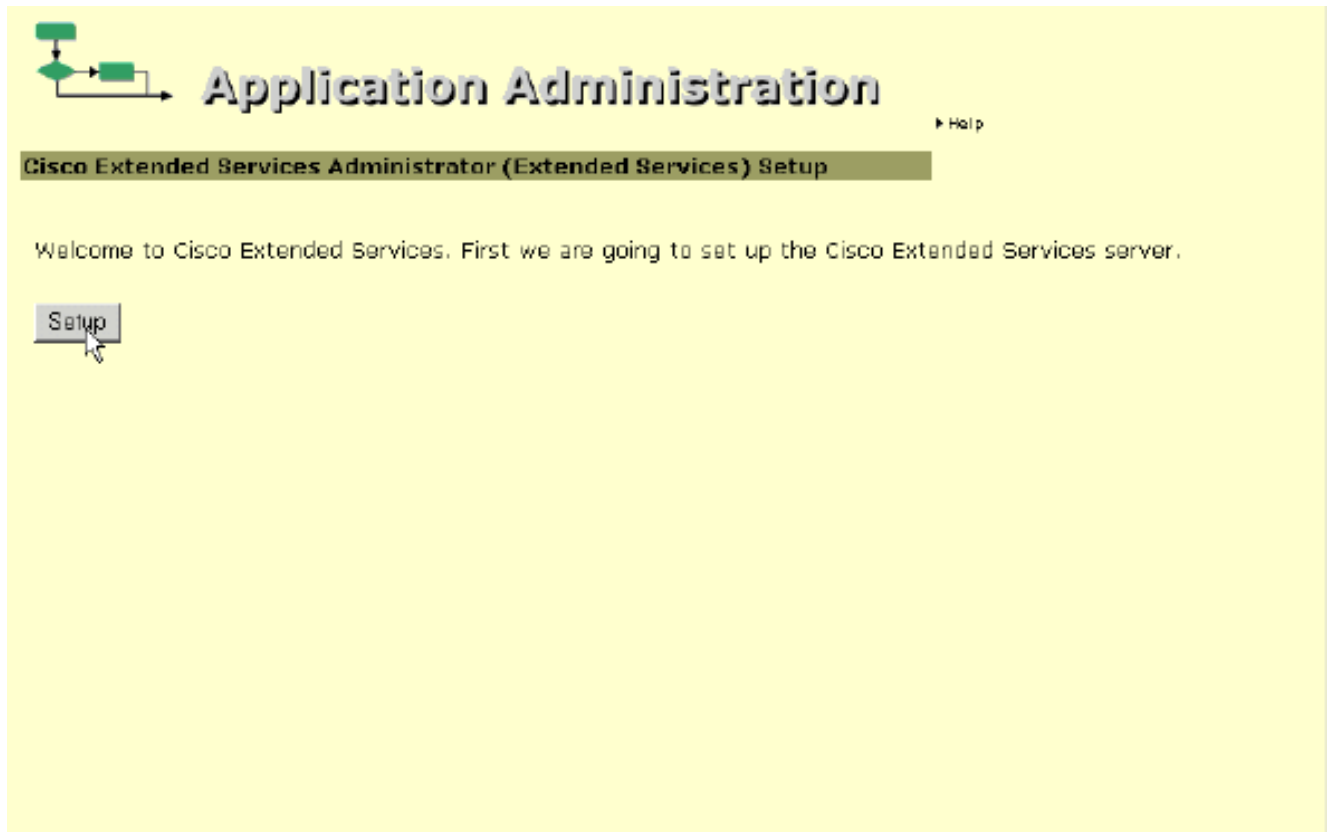 Application Administration
Help
Cisco Extended Services Administrator (Extended Services) Setup
Welcome to Cisco Extended Services. First we are going to set up the Cisco Extended Services server.
Setup